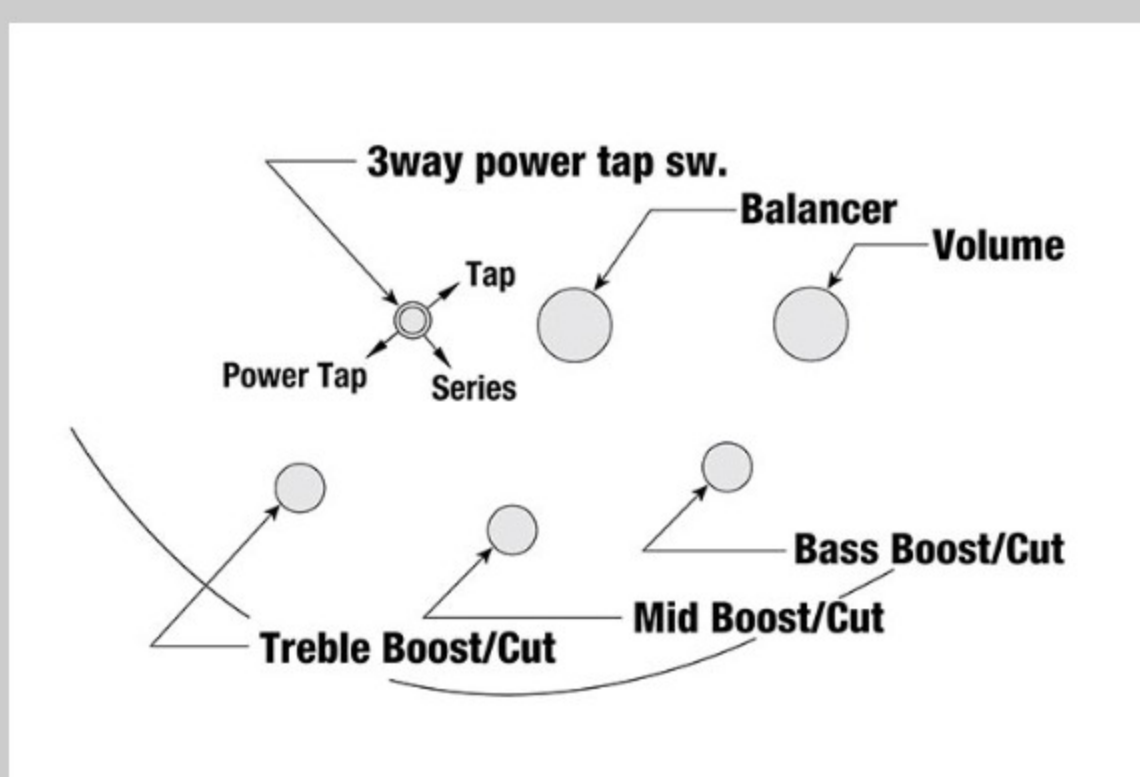 3way power tap sw.
Balancer
Volume
Tap
Power Tap
Series
Bass Boost/Cut
Mid Boost/Cut
Treble Boost/Cut